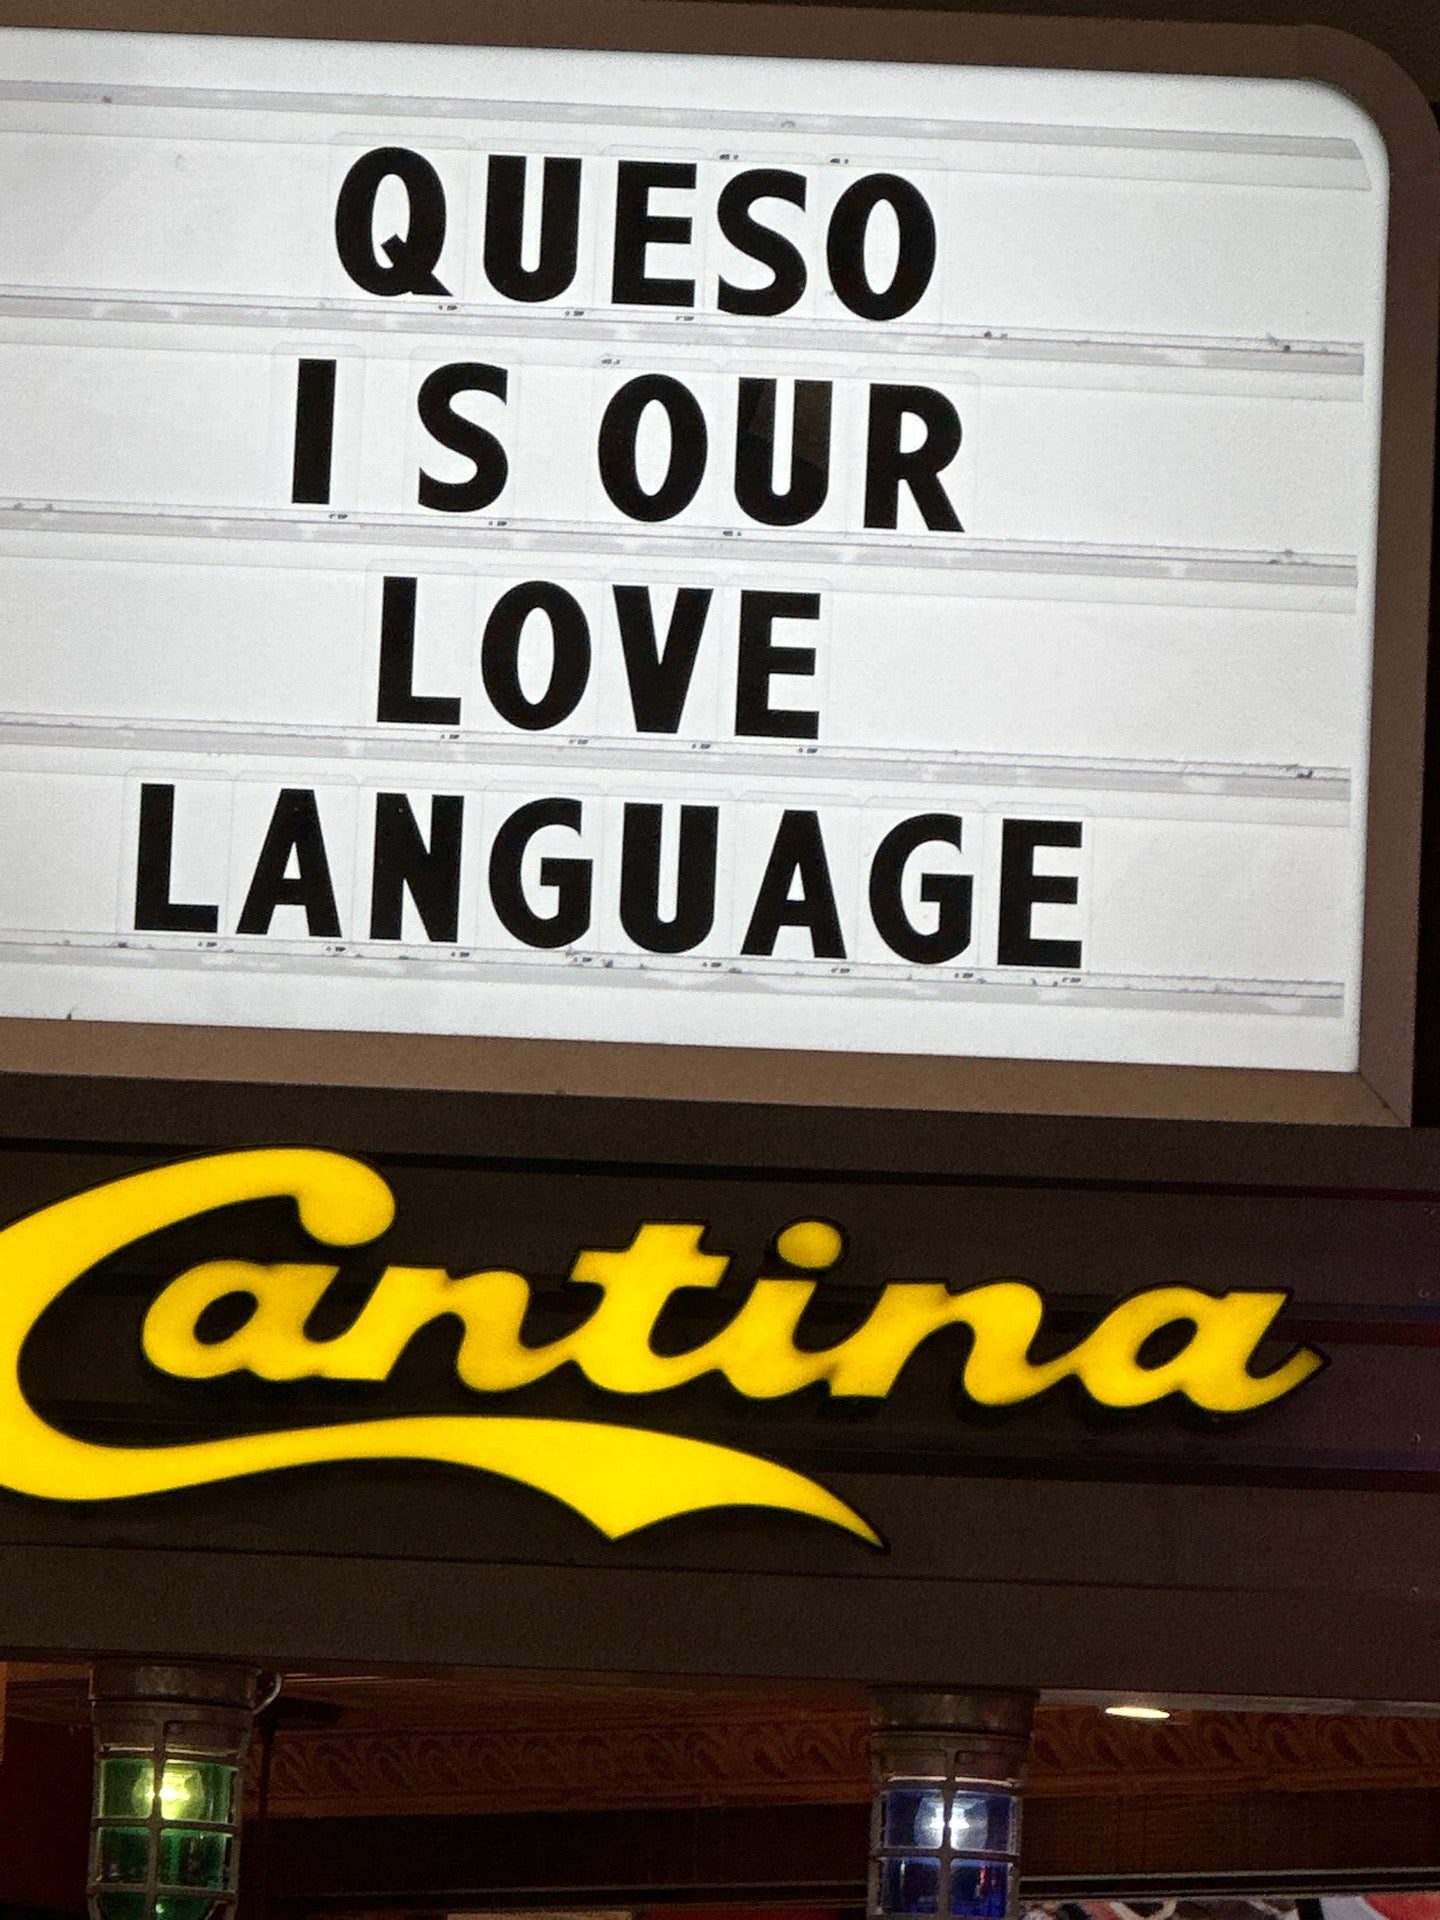 QUESO
IS OUR
LOVE
LANGUAGE
Cantina